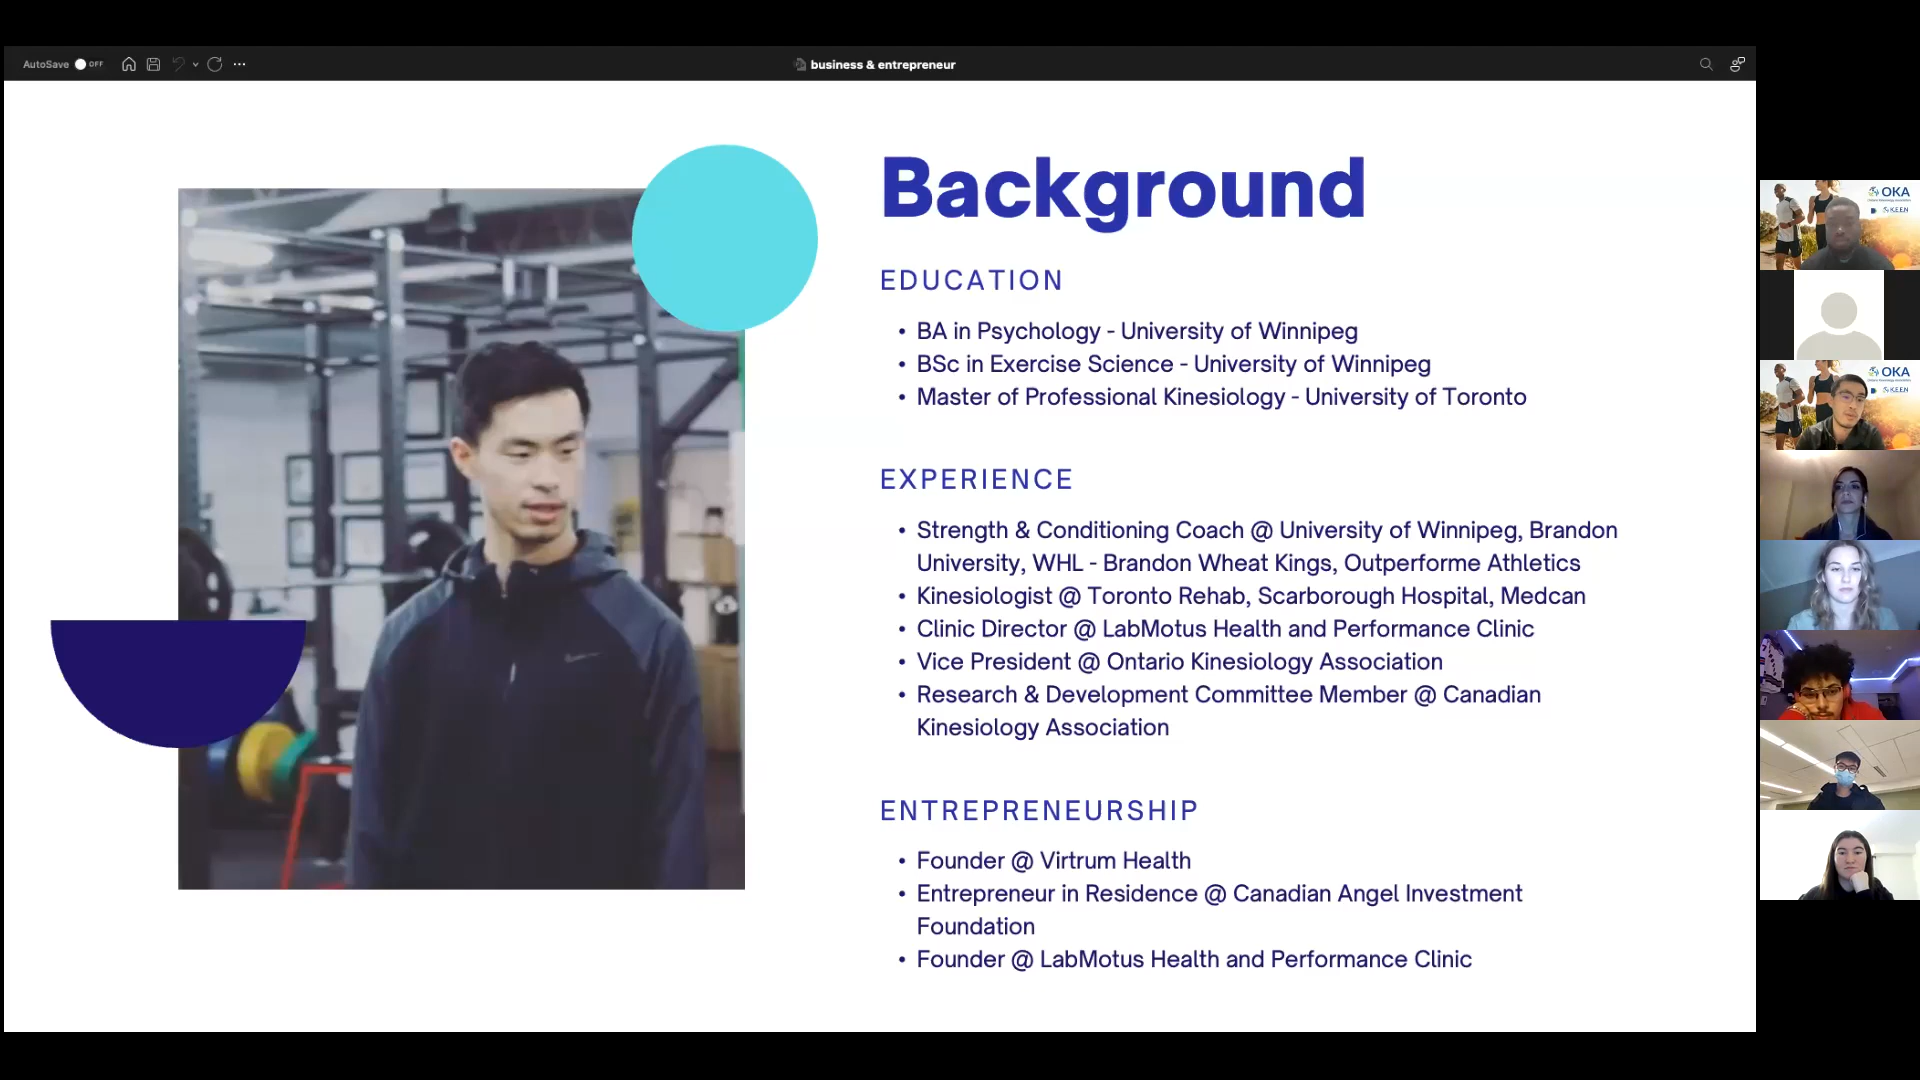 AutoSave OFF
business & entrepreneur
Background
EDUCATION
• BA in Psychology - University of Winnipeg
• BSc in Exercise Science - University of Winnipeg
• Master of Professional Kinesiology - University of Toronto
EXPERIENCE
• Strength & Conditioning Coach @ University of Winnipeg, Brandon
University, WHL - Brandon Wheat Kings, Outperforme Athletics
• Kinesiologist @ Toronto Rehab, Scarborough Hospital, Medcan
• Clinic Director @ LabMotus Health and Performance Clinic
• Vice President @ Ontario Kinesiology Association
• Research & Development Committee Member @ Canadian
Kinesiology Association
ENTREPRENEURSHIP
• Founder @ Virtrum Health
• Entrepreneur in Residence @ Canadian Angel Investment
Foundation
• Founder @ LabMotus Health and Performance Clinic
OKA
K.E.E.N
OKA
K.E.E.N